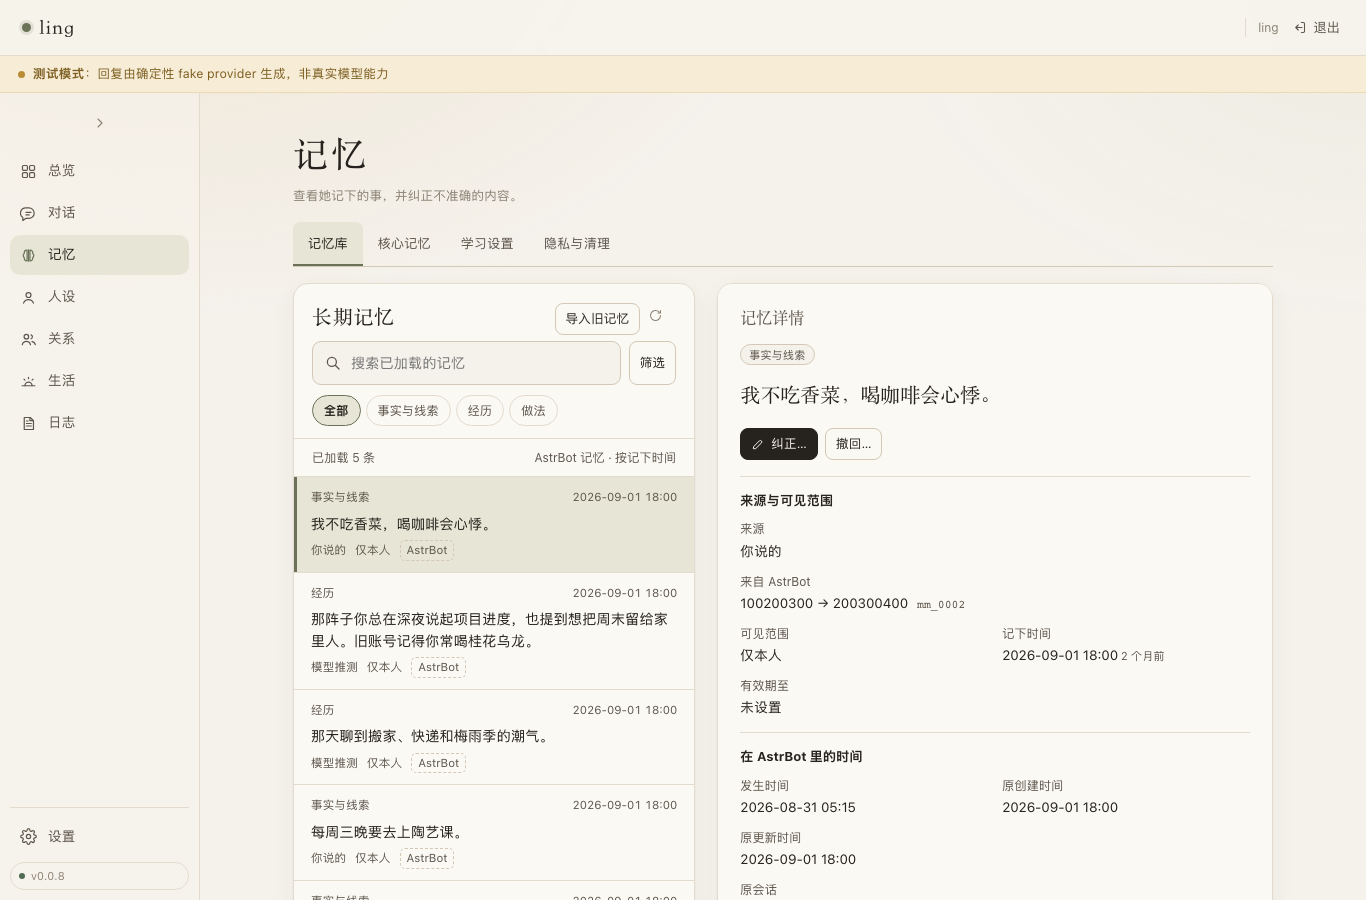 ling
ling 退出
测试模式：回复由确定性 fake provider 生成，非真实模型能力
总览
对话
记忆
人设
关系
生活
日志
设置
v0.0.8
记忆
查看她记下的事，并纠正不准确的内容。
记忆库 核心记忆 学习设置 隐私与清理
长期记忆 导入旧记忆
搜索已加载的记忆 筛选
全部 事实与线索 经历 做法
已加载 5 条 AstrBot 记忆 · 按记下时间
事实与线索 2026-09-01 18:00
我不吃香菜，喝咖啡会心悸。
你说的 仅本人 AstrBot
经历 2026-09-01 18:00
那阵子你总在深夜说起项目进度，也提到想把周末留给家
里人。旧账号记得你常喝桂花乌龙。
模型推测 仅本人 AstrBot
经历 2026-09-01 18:00
那天聊到搬家、快递和梅雨季的潮气。
模型推测 仅本人 AstrBot
事实与线索 2026-09-01 18:00
每周三晚要去上陶艺课。
你说的 仅本人 AstrBot
事实与线索 2026-09-01 18:00
记忆详情
事实与线索
我不吃香菜，喝咖啡会心悸。
纠正... 撤回...
来源与可见范围
来源
你说的
来自 AstrBot
100200300 → 200300400 mm_0002
可见范围 记下时间
仅本人 2026-09-01 18:00 2 个月前
有效期至
未设置
在 AstrBot 里的时间
发生时间 原创建时间
2026-08-31 05:15 2026-09-01 18:00
原更新时间
2026-09-01 18:00
原会话